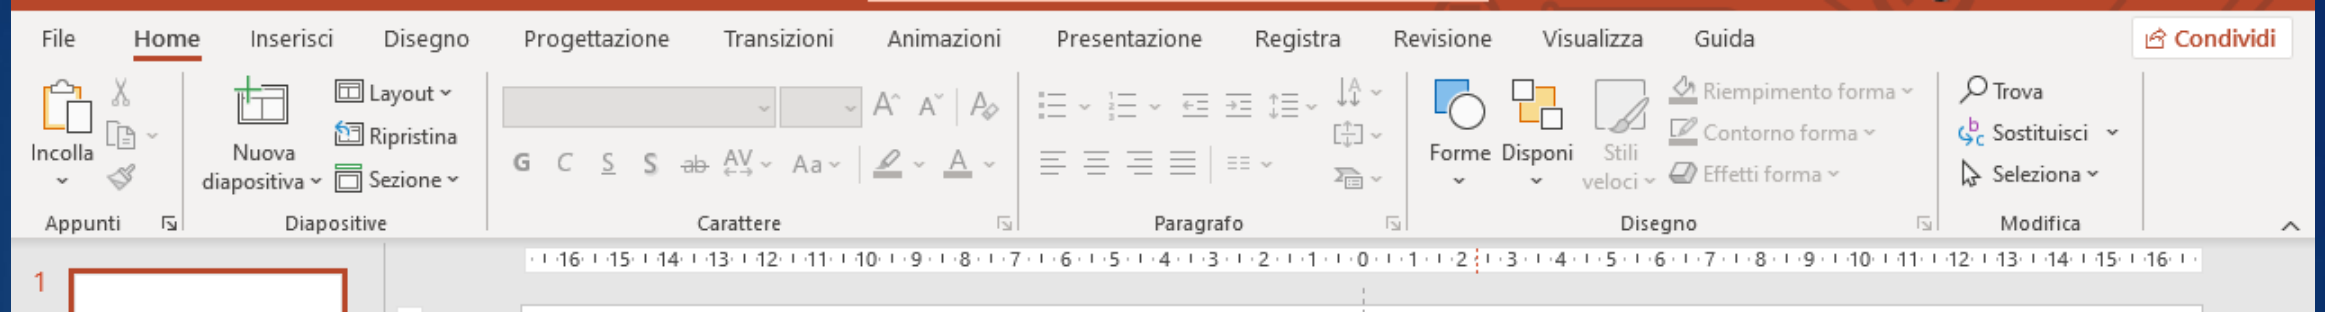 File Home Inserisci Disegno Progettazione Transizioni Animazioni Presentazione Registra Revisione Visualizza Guida Condividi
Incolla
Nuova diapositiva
Layout
Ripristina
Sezione
G C S S ab AV Aa A
Forme Disponi Stili veloci
Riempimento forma
Contorno forma
Effetti forma
Trova
Sostituisci
Seleziona
Appunti Diapositive Carattere Paragrafo Disegno Modifica
16 15 14 13 12 11 10 9 8 7 6 5 4 3 2 1 0 1 2 3 4 5 6 7 8 9 10 11 12 13 14 15 16
1